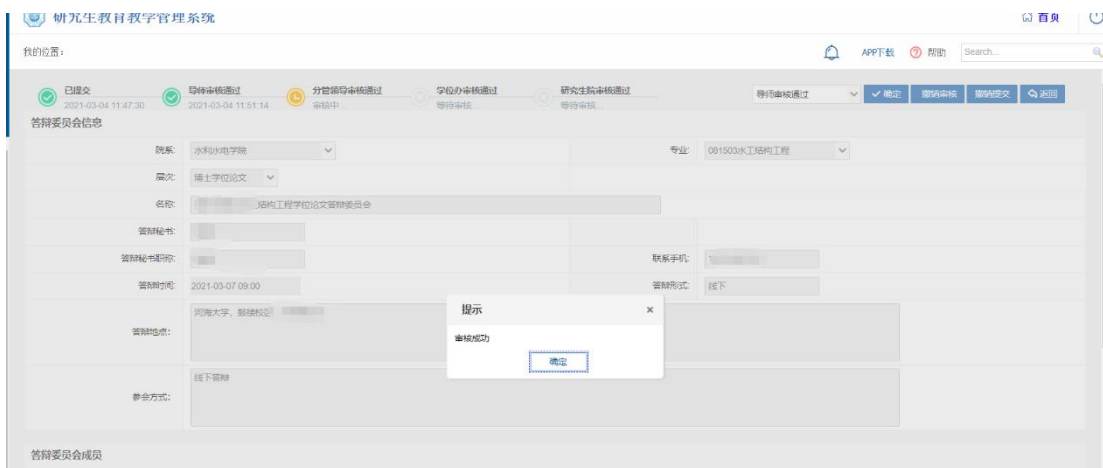 研究生教育教学管理系统 首页
我的位置: APP下载 帮助 Search...
已提交 导师审核通过 分管领导审核通过 学位办审核通过 研究生院审核通过
2021-03-04 11:47:30 2021-03-04 11:51:14 审核中... 等待审核... 等待审核...
导师审核通过 确定 撤销审核 撤销提交 返回
答辩委员会信息
院系: 水利水电学院 专业: 081503水工结构工程
层次: 博士学位论文
名称: 结构工程学位论文答辩委员会
答辩秘书:
答辩秘书职称: 联系手机:
答辩时间: 2021-03-07 09:00 答辩形式: 线下
答辩地点: 河海大学，鼓楼校区
提示 ×
审核成功
确定
参会方式: 线下答辩
答辩委员会成员